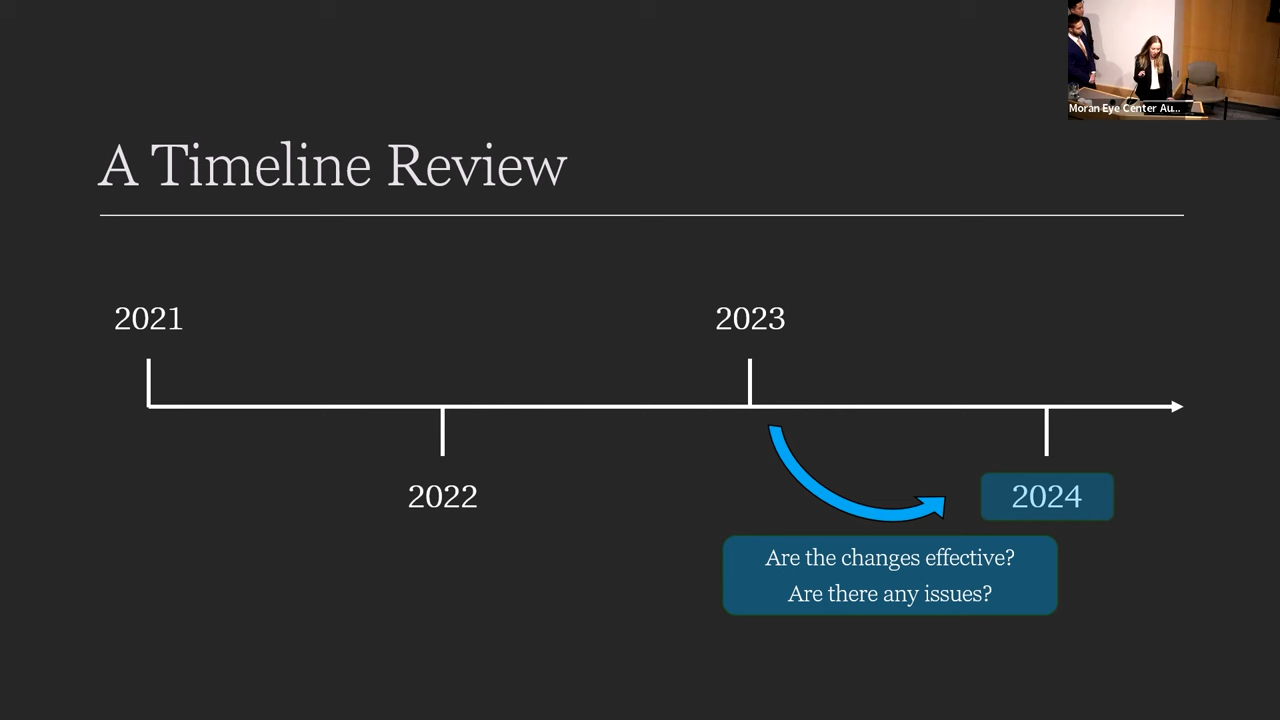 Moran Eye Center Au...
A Timeline Review
2021
2023
2022
2024
Are the changes effective?
Are there any issues?